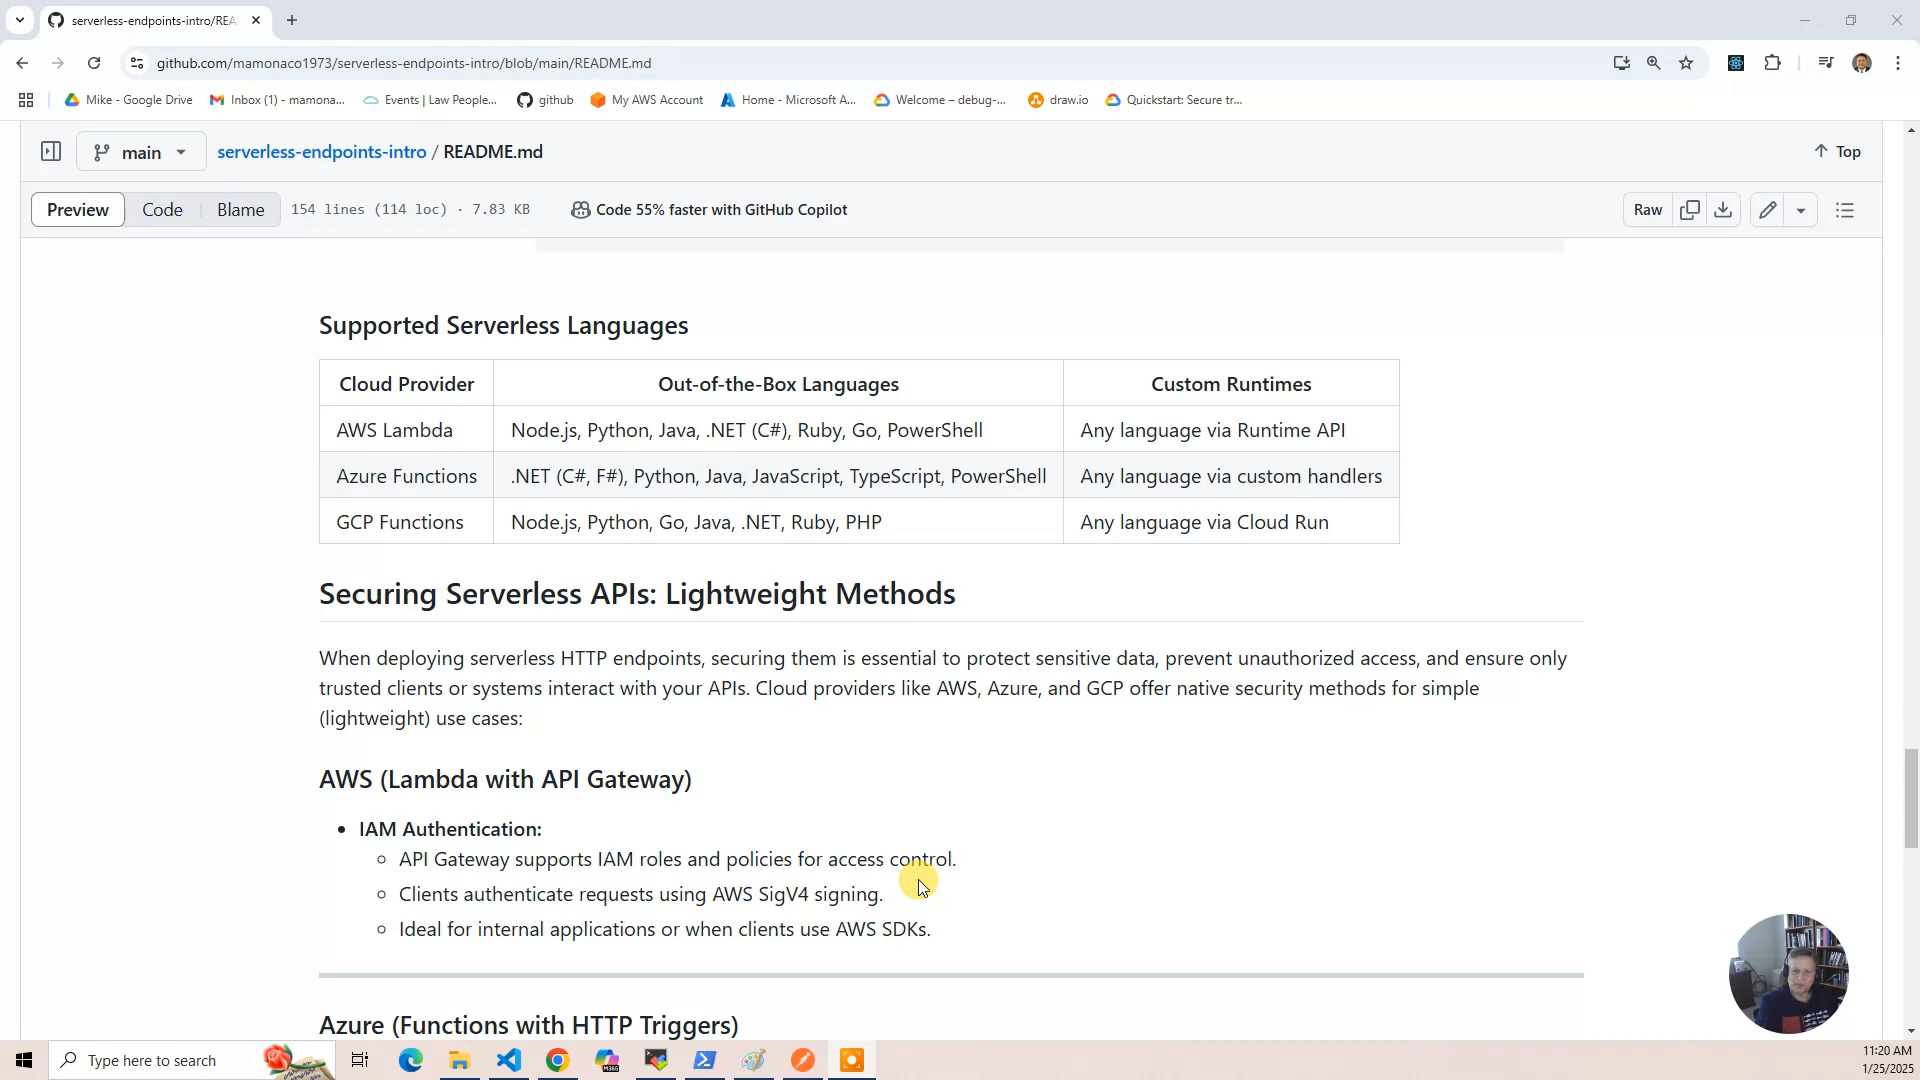 serverless-endpoints-intro/REA
github.com/mamonaco1973/serverless-endpoints-intro/blob/main/README.md
Mike - Google Drive
Inbox (1) - mamona...
Events | Law People...
github
My AWS Account
Home - Microsoft A...
Welcome – debug-...
draw.io
Quickstart: Secure tr...
main
serverless-endpoints-intro / README.md
Top
Preview
Code
Blame
154 lines (114 loc) · 7.83 KB
Code 55% faster with GitHub Copilot
Raw
Supported Serverless Languages
Cloud Provider
Out-of-the-Box Languages
Custom Runtimes
AWS Lambda
Node.js, Python, Java, .NET (C#), Ruby, Go, PowerShell
Any language via Runtime API
Azure Functions
.NET (C#, F#), Python, Java, JavaScript, TypeScript, PowerShell
Any language via custom handlers
GCP Functions
Node.js, Python, Go, Java, .NET, Ruby, PHP
Any language via Cloud Run
Securing Serverless APIs: Lightweight Methods
When deploying serverless HTTP endpoints, securing them is essential to protect sensitive data, prevent unauthorized access, and ensure only
trusted clients or systems interact with your APIs. Cloud providers like AWS, Azure, and GCP offer native security methods for simple
(lightweight) use cases:
AWS (Lambda with API Gateway)
IAM Authentication:
API Gateway supports IAM roles and policies for access control.
Clients authenticate requests using AWS SigV4 signing.
Ideal for internal applications or when clients use AWS SDKs.
Azure (Functions with HTTP Triggers)
Type here to search
M365
11:20 AM
1/25/2025